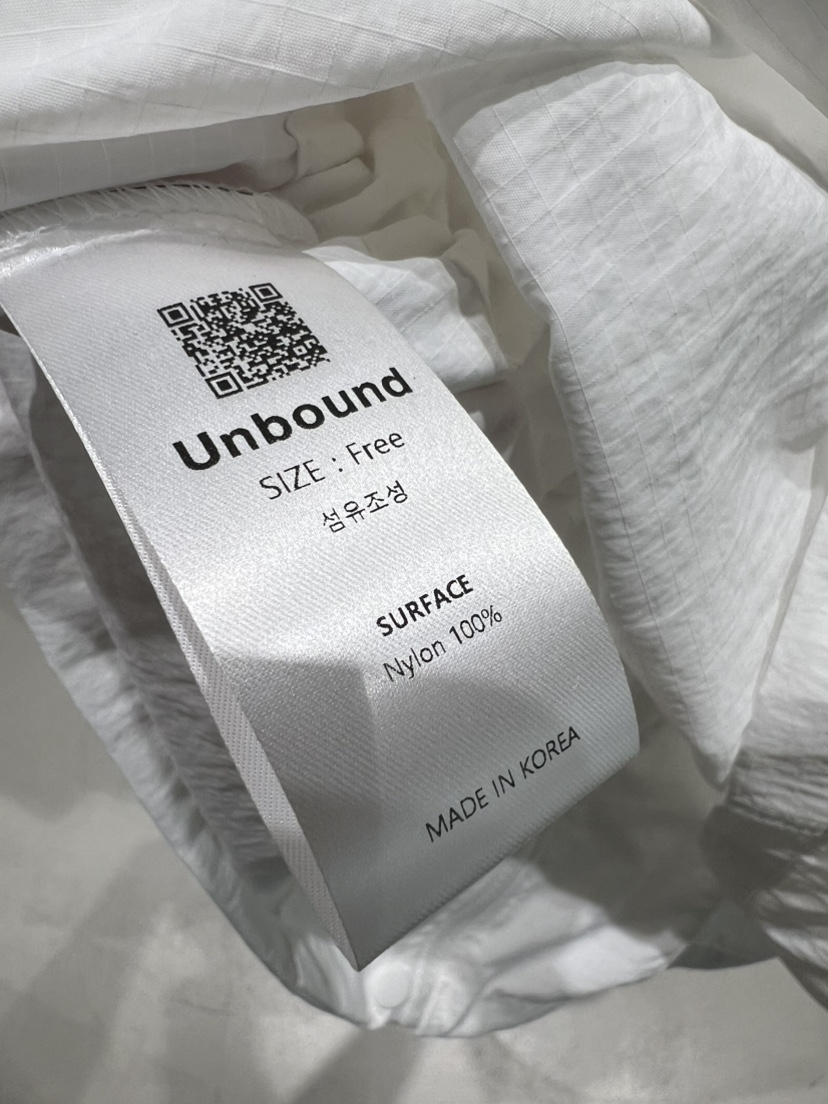 Unbound
SIZE : Free
섬유조성
SURFACE
Nylon 100%
MADE IN KOREA